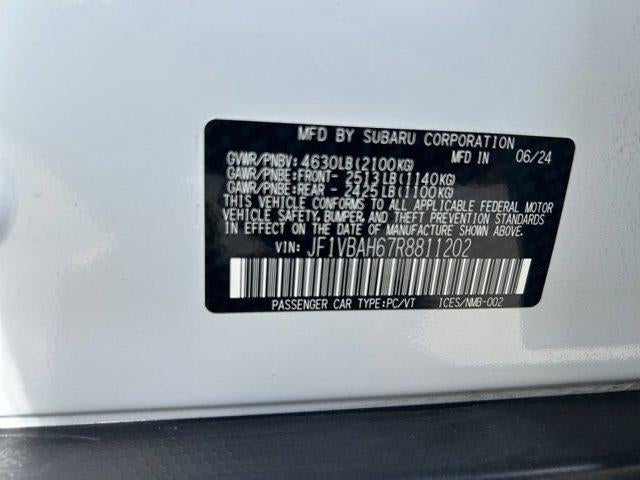 MFD BY SUBARU CORPORATION
GVWR/PNBV: 4630LB(2100KG) MFD IN 06/24
GAWR/PNBE:FRONT- 2513LB(1140KG)
GAWR/PNBE:REAR - 2425LB(1100KG)
THIS VEHICLE CONFORMS TO ALL APPLICABLE FEDERAL MOTOR
VEHICLE SAFETY, BUMPER, AND THEFT PREVENTION STANDARDS
IN EFFECT ON THE DATE OF MANUFACTURE SHOWN ABOVE.
VIN: JF1VBAH67R8811202
PASSENGER CAR TYPE:PC/VT ICES/NMB-002